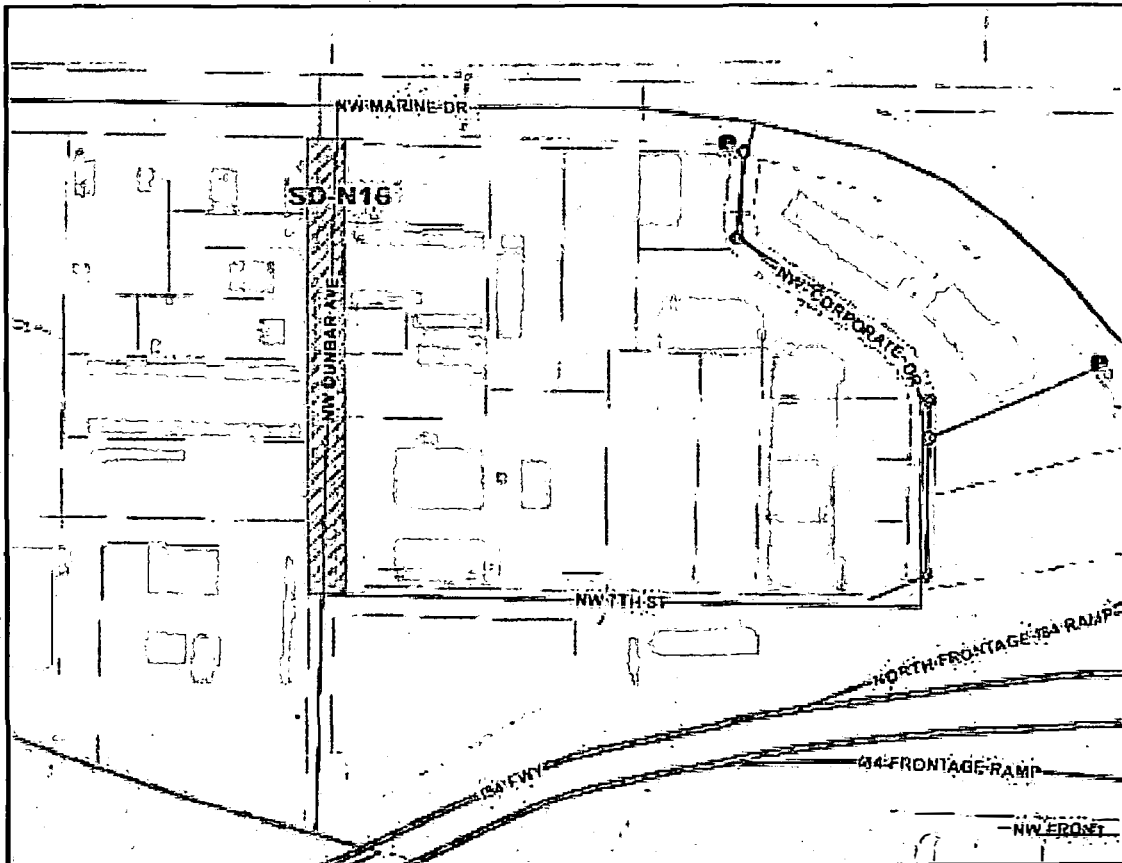 NW MARINE DR
SD-N16
NW DUNBAR AVE
NW CORPORATE DR
NW 7TH ST
NORTH FRONTAGE I84 RAMP
I84 FWY
I84 FRONTAGE RAMP
NW FRONT